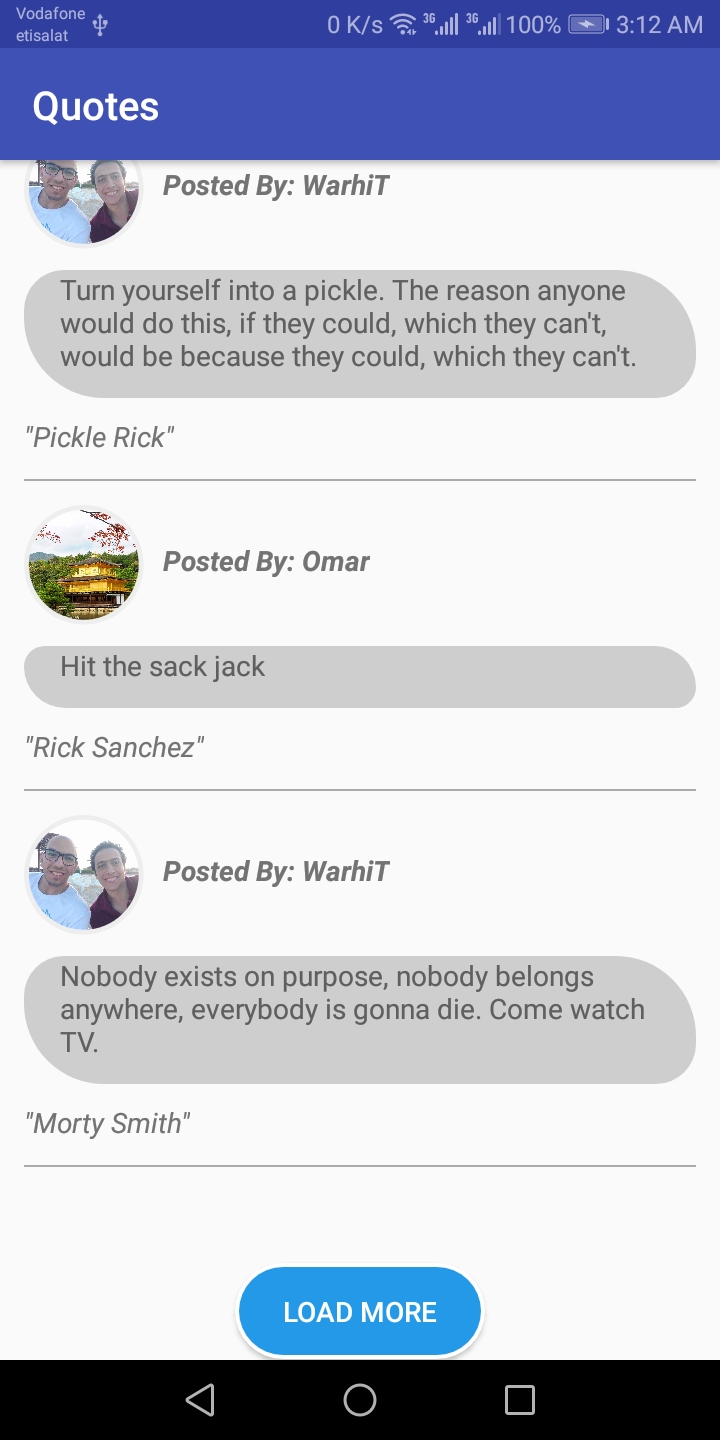 Vodafone
etisalat
0 K/s 3G 3G 100% 3:12 AM
Quotes
Posted By: WarhiT
Turn yourself into a pickle. The reason anyone
would do this, if they could, which they can't,
would be because they could, which they can't.
"Pickle Rick"
Posted By: Omar
Hit the sack jack
"Rick Sanchez"
Posted By: WarhiT
Nobody exists on purpose, nobody belongs
anywhere, everybody is gonna die. Come watch
TV.
"Morty Smith"
LOAD MORE